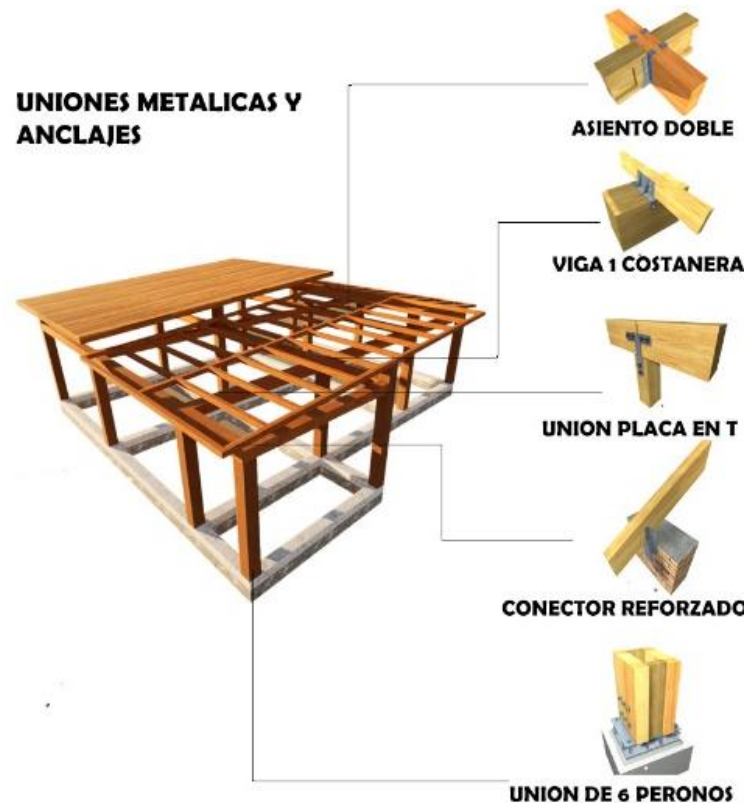 UNIONES METALICAS Y
ANCLAJES
ASIENTO DOBLE
VIGA 1 COSTANERA
UNION PLACA EN T
CONECTOR REFORZADO
UNION DE 6 PERONOS